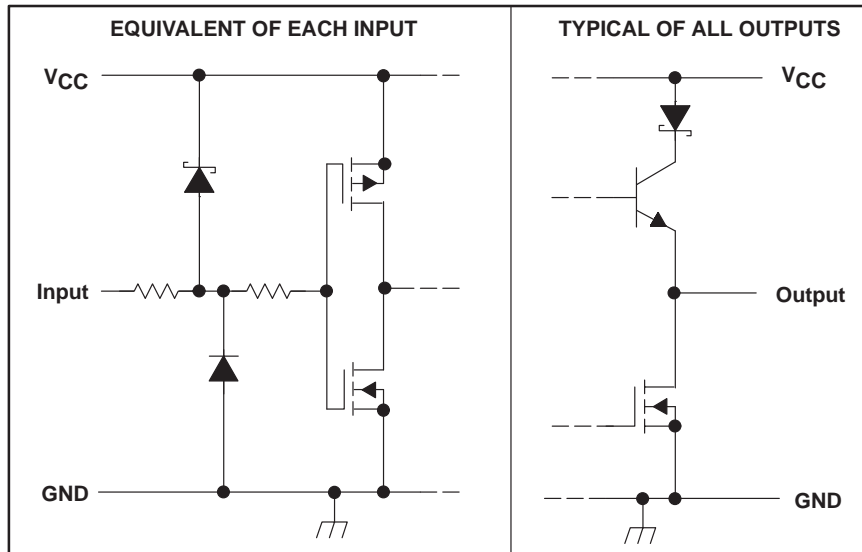 EQUIVALENT OF EACH INPUT
VCC
Input
GND
TYPICAL OF ALL OUTPUTS
VCC
Output
GND